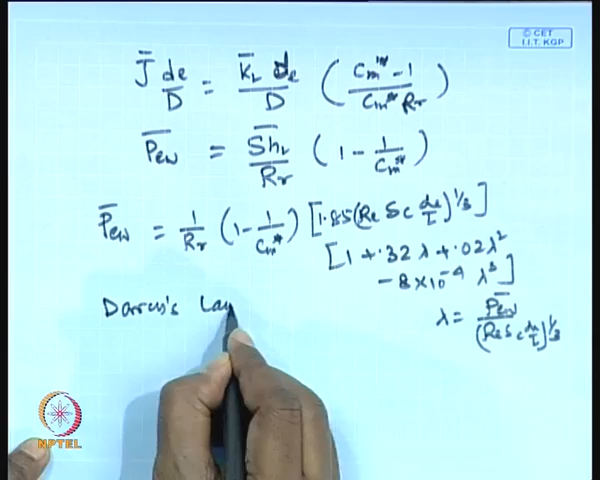 © CET
I.I.T. KGP
J̄ de/D = k̄L de/D ( (Cm* - 1) / (Cm* Rr) )
P̄ew = S̄hL/Rr ( 1 - 1/Cm* )
P̄ew = 1/Rr ( 1 - 1/Cm* ) [1.85 (Re Sc de/L)^1/3]
[1 + .32 λ + .02 λ²
- 8×10⁻⁴ λ³]
λ = P̄ew / (Re Sc de/L)^1/3
Darcy's Law
NPTEL